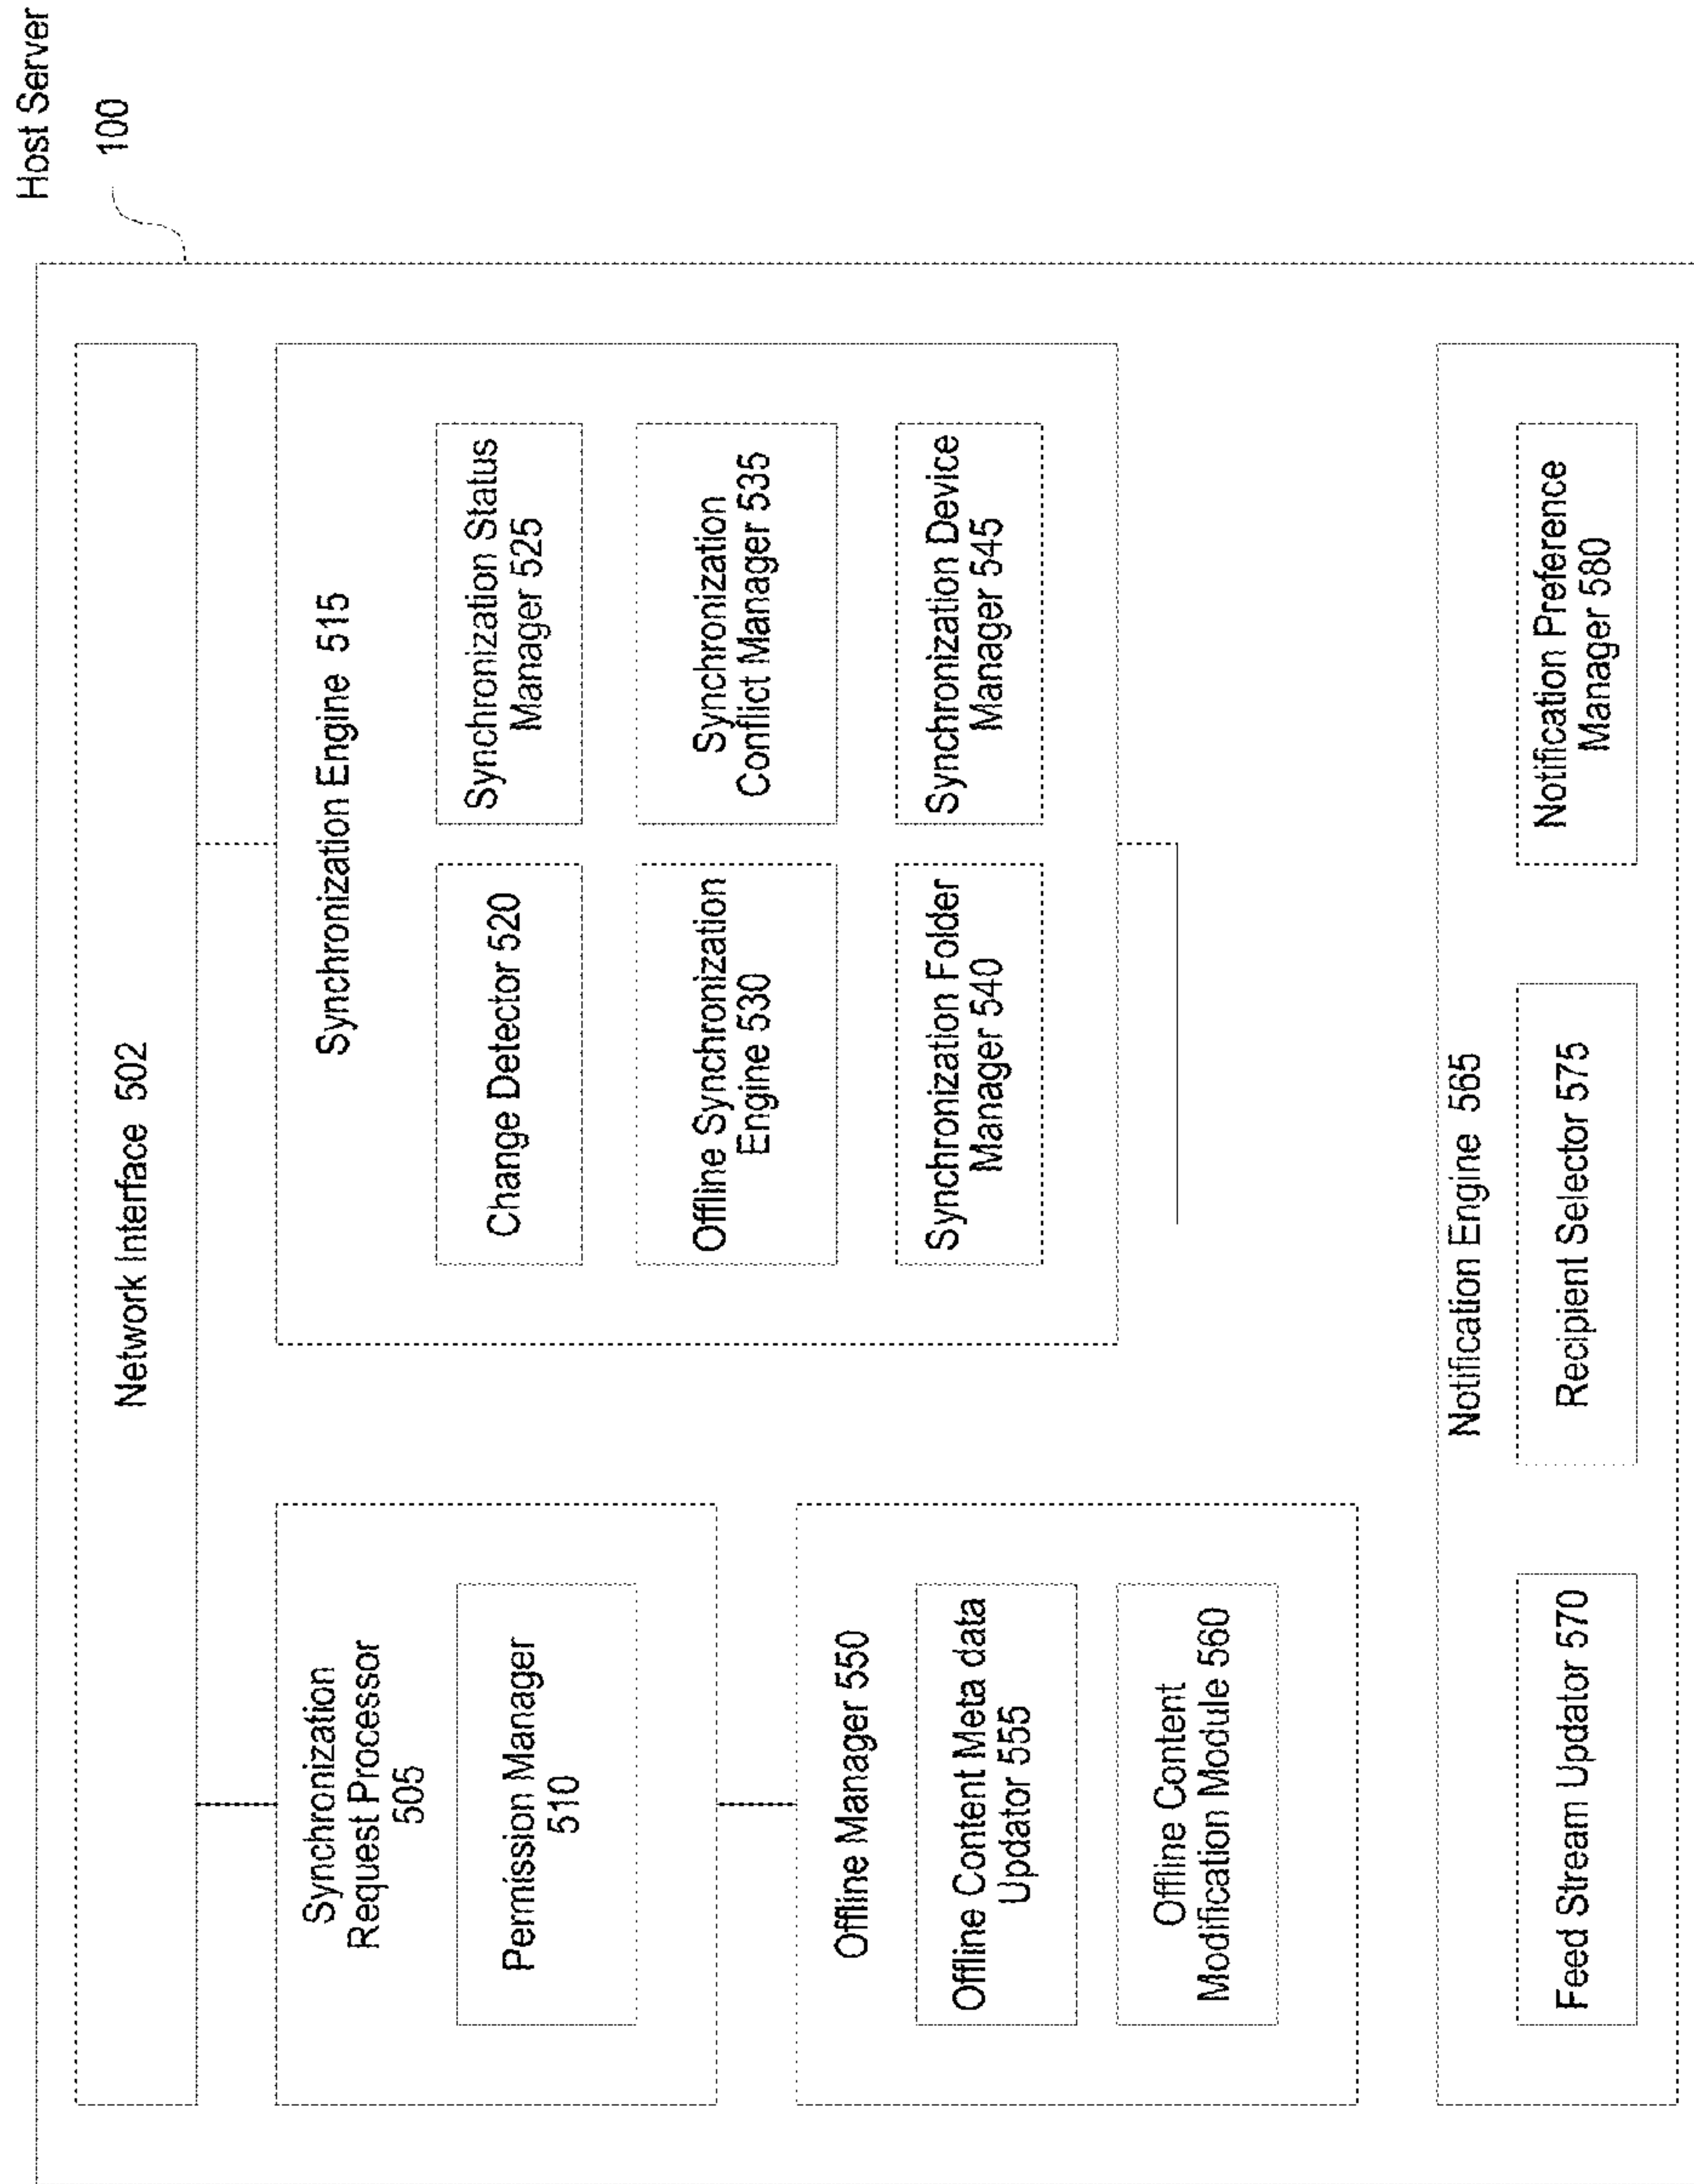 Host Server
100
Network Interface 502
Synchronization
Request Processor
505
Permission Manager
510
Synchronization Engine 515
Change Detector 520
Synchronization Status
Manager 525
Offline Synchronization
Engine 530
Synchronization
Conflict Manager 535
Synchronization Folder
Manager 540
Synchronization Device
Manager 545
Offline Manager 550
Offline Content Meta data
Updator 555
Offline Content
Modification Module 560
Notification Engine 565
Feed Stream Updator 570
Recipient Selector 575
Notification Preference
Manager 580